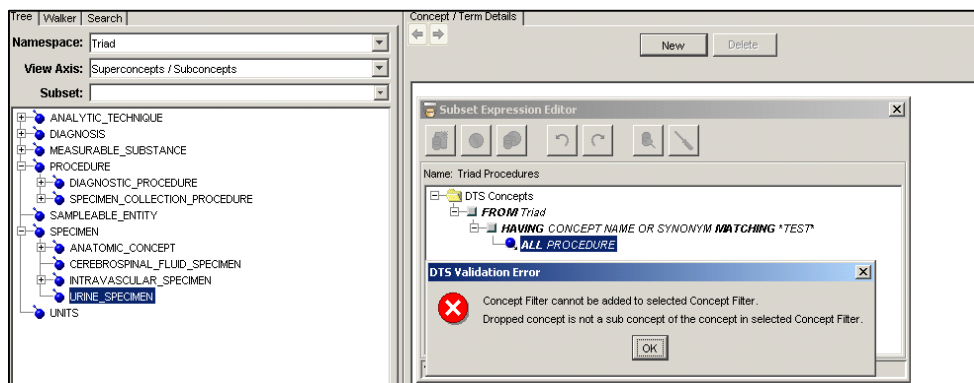 Tree Walker Search
Namespace: Triad
View Axis: Superconcepts / Subconcepts
Subset:
ANALYTIC_TECHNIQUE
DIAGNOSIS
MEASURABLE_SUBSTANCE
PROCEDURE
DIAGNOSTIC_PROCEDURE
SPECIMEN_COLLECTION_PROCEDURE
SAMPLEABLE_ENTITY
SPECIMEN
ANATOMIC_CONCEPT
CEREBROSPINAL_FLUID_SPECIMEN
INTRAVASCULAR_SPECIMEN
URINE_SPECIMEN
UNITS
Concept / Term Details
New Delete
Subset Expression Editor
Name: Triad Procedures
DTS Concepts
FROM Triad
HAVING CONCEPT NAME OR SYNONYM MATCHING *TEST*
ALL PROCEDURE
DTS Validation Error
Concept Filter cannot be added to selected Concept Filter.
Dropped concept is not a sub concept of the concept in selected Concept Filter.
OK